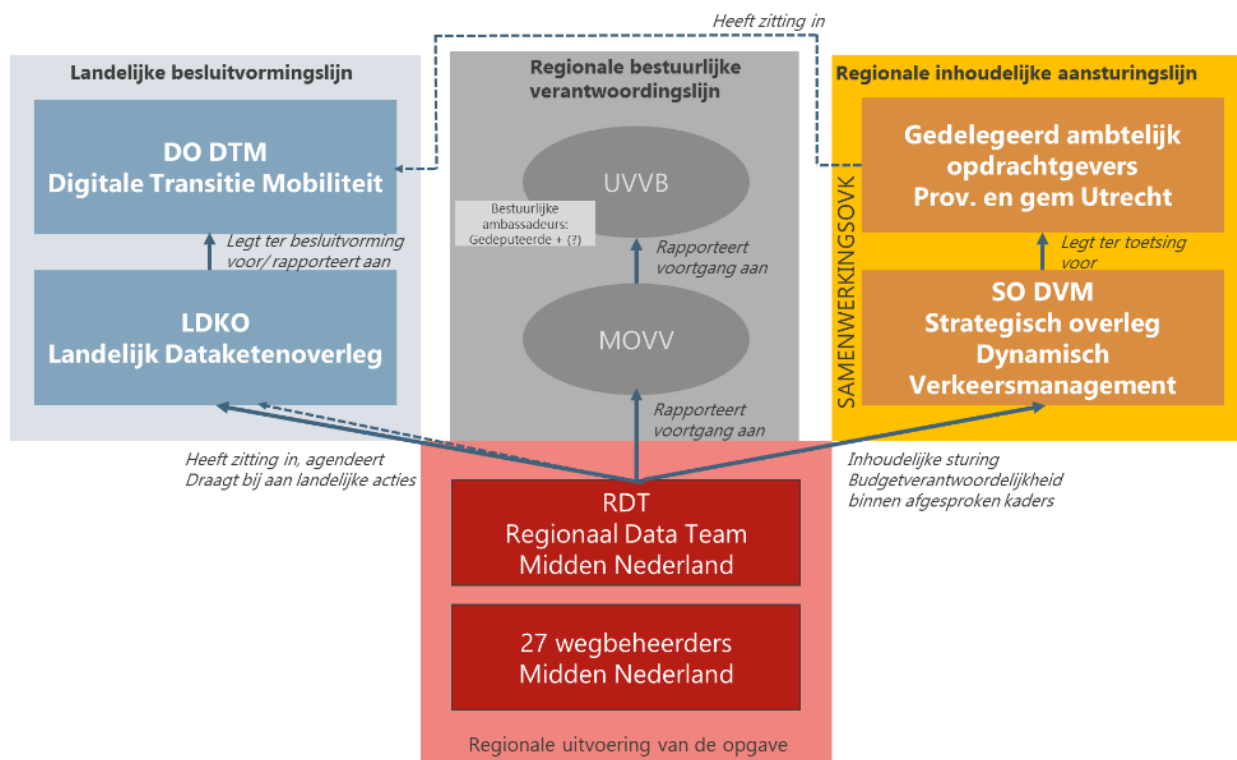 Heeft zitting in
Landelijke besluitvormingslijn
DO DTM
Digitale Transitie Mobiliteit
Legt ter besluitvorming
voor/ rapporteert aan
LDKO
Landelijk Dataketenoverleg
Regionale bestuurlijke
verantwoordingslijn
UVVB
Bestuurlijke
ambassadeurs:
Gedeputeerde + (?)
Rapporteert
voortgang aan
MOVV
Rapporteert
voortgang aan
Regionale inhoudelijke aansturingslijn
SAMENWERKINGSOVK
Gedelegeerd ambtelijk
opdrachtgevers
Prov. en gem Utrecht
Legt ter toetsing
voor
SO DVM
Strategisch overleg
Dynamisch
Verkeersmanagement
Heeft zitting in, agendeert
Draagt bij aan landelijke acties
Inhoudelijke sturing
Budgetverantwoordelijkheid
binnen afgesproken kaders
RDT
Regionaal Data Team
Midden Nederland
27 wegbeheerders
Midden Nederland
Regionale uitvoering van de opgave